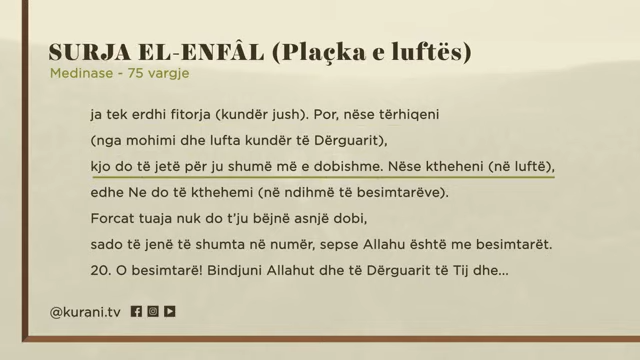 SURJA EL-ENFÂL (Plaçka e luftës)
Medinase - 75 vargje
ja tek erdhi fitorja (kundër jush). Por, nëse tërhiqeni
(nga mohimi dhe lufta kundër të Dërguarit),
kjo do të jetë për ju shumë më e dobishme. Nëse ktheheni (në luftë),
edhe Ne do të kthehemi (në ndihmë të besimtarëve).
Forcat tuaja nuk do t'ju bëjnë asnjë dobi,
sado të jenë të shumta në numër, sepse Allahu është me besimtarët.
20. O besimtarë! Bindjuni Allahut dhe të Dërguarit të Tij dhe...
@kurani.tv